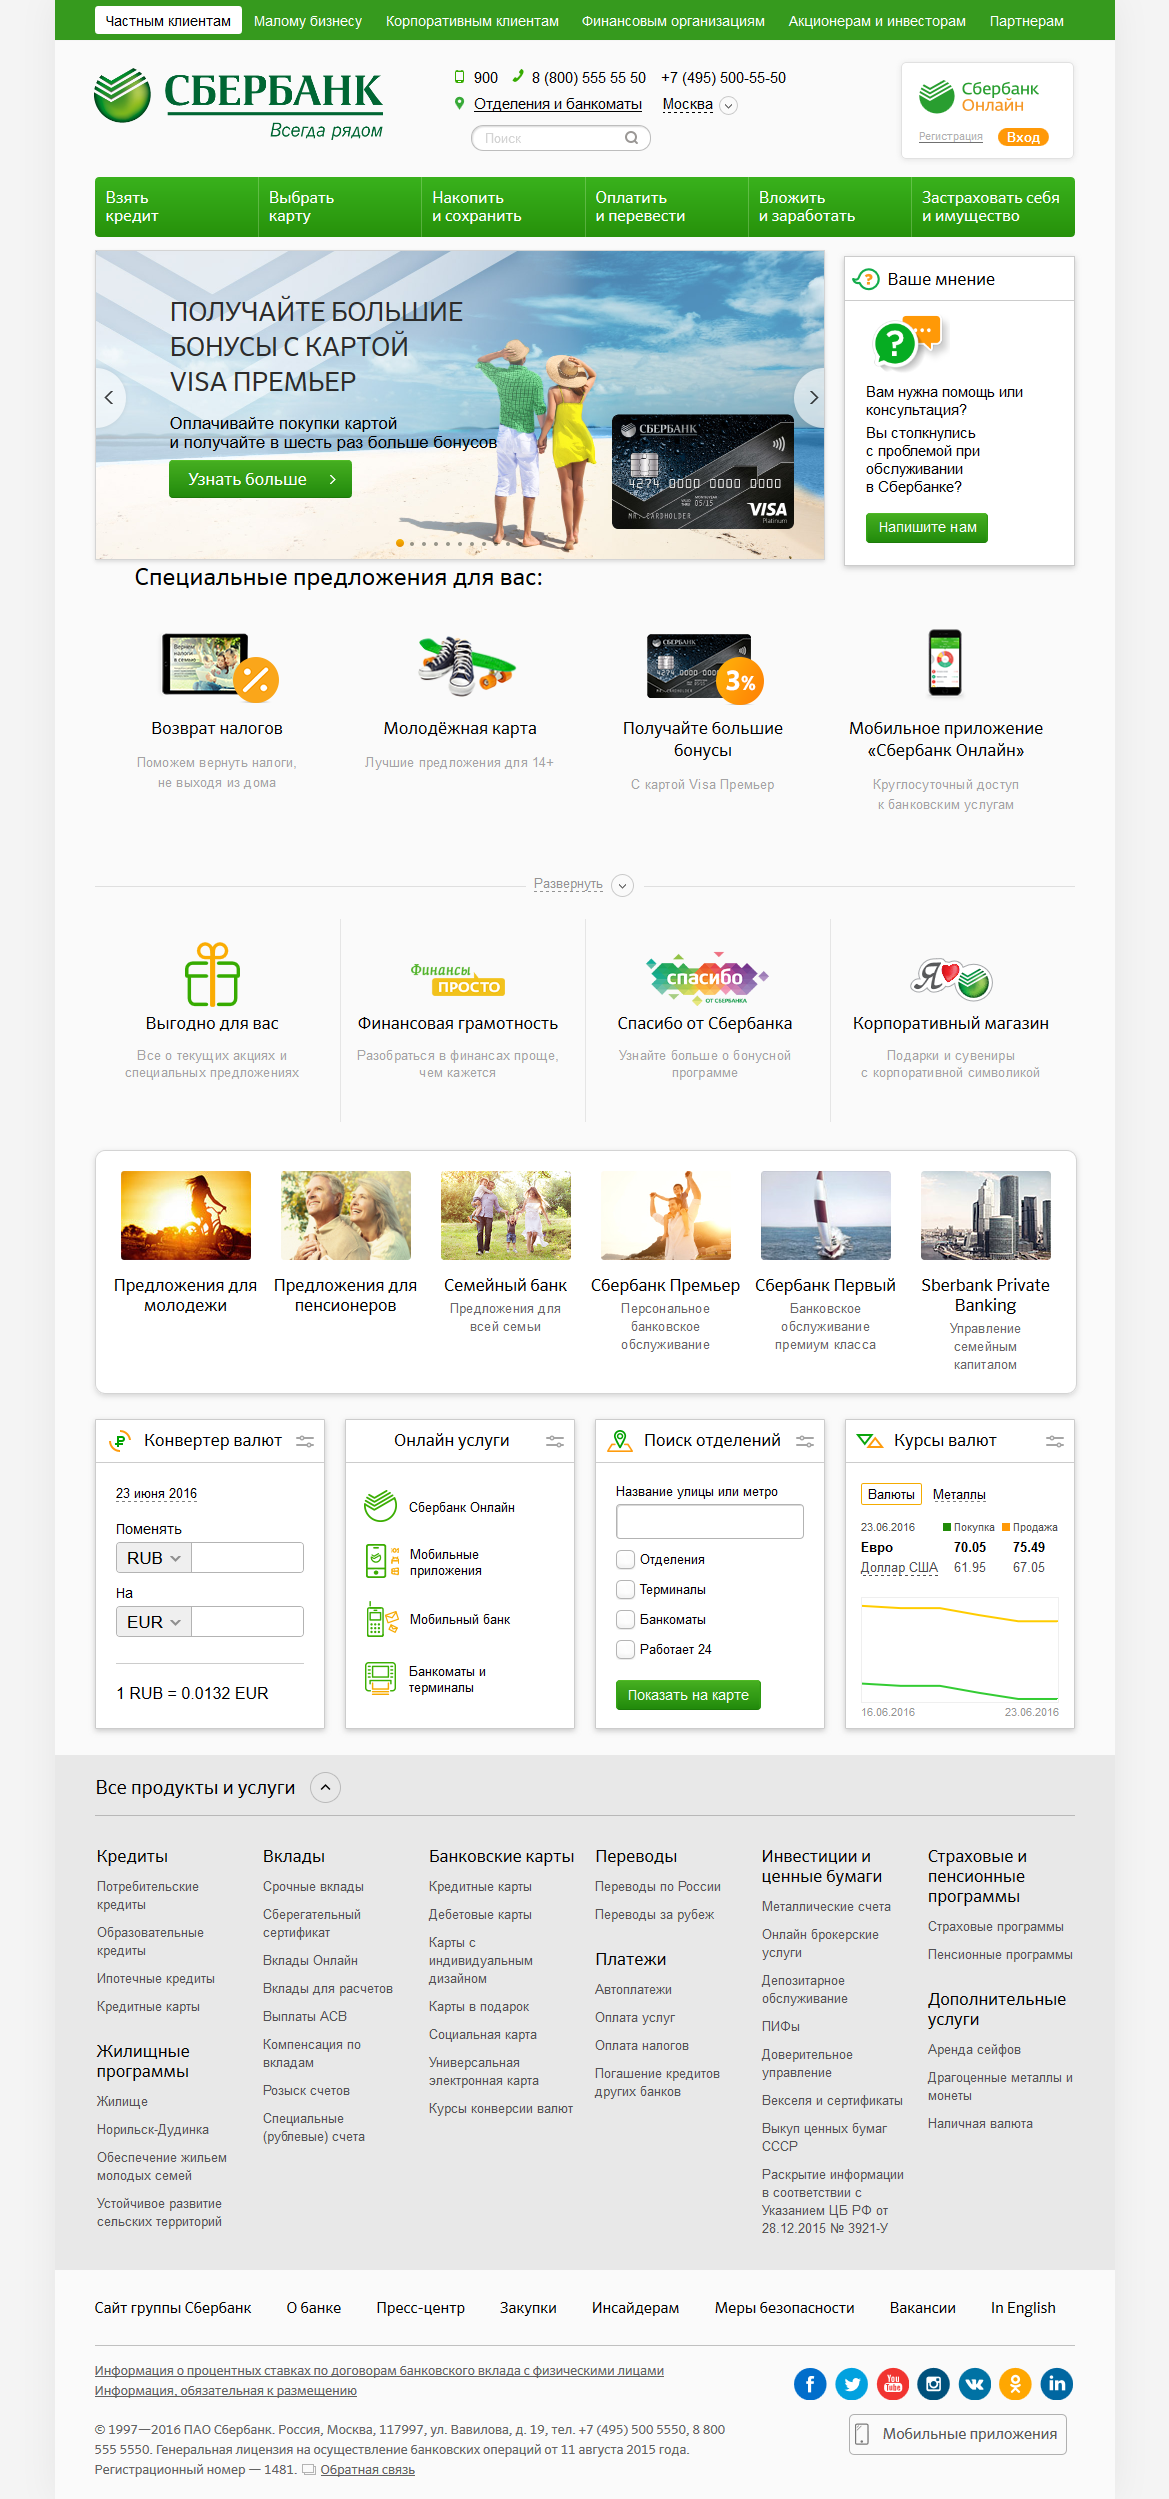 Частным клиентам Малому бизнесу Корпоративным клиентам Финансовым организациям Акционерам и инвесторам Партнерам
СБЕРБАНК
Всегда рядом
900 8 (800) 555 55 50 +7 (495) 500-55-50
Отделения и банкоматы Москва
Поиск
Сбербанк
Онлайн
Регистрация Вход
Взять
кредит
Выбрать
карту
Накопить
и сохранить
Оплатить
и перевести
Вложить
и заработать
Застраховать себя
и имущество
ПОЛУЧАЙТЕ БОЛЬШИЕ
БОНУСЫ С КАРТОЙ
VISA ПРЕМЬЕР
Оплачивайте покупки картой
и получайте в шесть раз больше бонусов
Узнать больше
СБЕРБАНК
4274 0000 0000 0000
05/15
MR. CARDHOLDER
VISA
Platinum
Ваше мнение
Вам нужна помощь или
консультация?
Вы столкнулись
с проблемой при
обслуживании
в Сбербанке?
Напишите нам
Специальные предложения для вас:
Вернем
налоги
в семью
%
Возврат налогов
Поможем вернуть налоги,
не выходя из дома
Молодёжная карта
Лучшие предложения для 14+
СБЕРБАНК
4274 0000 000
3%
Получайте большие
бонусы
С картой Visa Премьер
Мобильное приложение
«Сбербанк Онлайн»
Круглосуточный доступ
к банковским услугам
Развернуть
Выгодно для вас
Все о текущих акциях и
специальных предложениях
Финансы
ПРОСТО
Финансовая грамотность
Разобраться в финансах проще,
чем кажется
спасибо
ОТ СБЕРБАНКА
Спасибо от Сбербанка
Узнайте больше о бонусной
программе
Я
Корпоративный магазин
Подарки и сувениры
с корпоративной символикой
Предложения для
молодежи
Предложения для
пенсионеров
Семейный банк
Предложения для
всей семьи
Сбербанк Премьер
Персональное
банковское
обслуживание
Сбербанк Первый
Банковское
обслуживание
премиум класса
Sberbank Private
Banking
Управление
семейным
капиталом
Конвертер валют
23 июня 2016
Поменять
RUB
На
EUR
1 RUB = 0.0132 EUR
Онлайн услуги
Сбербанк Онлайн
Мобильные
приложения
Мобильный банк
Банкоматы и
терминалы
Поиск отделений
Название улицы или метро
Отделения
Терминалы
Банкоматы
Работает 24
Показать на карте
Курсы валют
Валюты Металлы
23.06.2016 Покупка Продажа
Евро 70.05 75.49
Доллар США 61.95 67.05
16.06.2016 23.06.2016
Все продукты и услуги
Кредиты
Потребительские
кредиты
Образовательные
кредиты
Ипотечные кредиты
Кредитные карты
Жилищные
программы
Жилище
Норильск-Дудинка
Обеспечение жильем
молодых семей
Устойчивое развитие
сельских территорий
Вклады
Срочные вклады
Сберегательный
сертификат
Вклады Онлайн
Вклады для расчетов
Выплаты АСВ
Компенсация по
вкладам
Розыск счетов
Специальные
(рублевые) счета
Банковские карты
Кредитные карты
Дебетовые карты
Карты с
индивидуальным
дизайном
Карты в подарок
Социальная карта
Универсальная
электронная карта
Курсы конверсии валют
Переводы
Переводы по России
Переводы за рубеж
Платежи
Автоплатежи
Оплата услуг
Оплата налогов
Погашение кредитов
других банков
Инвестиции и
ценные бумаги
Металлические счета
Онлайн брокерские
услуги
Депозитарное
обслуживание
ПИФы
Доверительное
управление
Векселя и сертификаты
Выкуп ценных бумаг
СССР
Раскрытие информации
в соответствии с
Указанием ЦБ РФ от
28.12.2015 № 3921-У
Страховые и
пенсионные
программы
Страховые программы
Пенсионные программы
Дополнительные
услуги
Аренда сейфов
Драгоценные металлы и
монеты
Наличная валюта
Сайт группы Сбербанк О банке Пресс-центр Закупки Инсайдерам Меры безопасности Вакансии In English
Информация о процентных ставках по договорам банковского вклада с физическими лицами
Информация, обязательная к размещению
You
Tube
in
Мобильные приложения
© 1997—2016 ПАО Сбербанк. Россия, Москва, 117997, ул. Вавилова, д. 19, тел. +7 (495) 500 5550, 8 800
555 5550. Генеральная лицензия на осуществление банковских операций от 11 августа 2015 года.
Регистрационный номер — 1481. Обратная связь